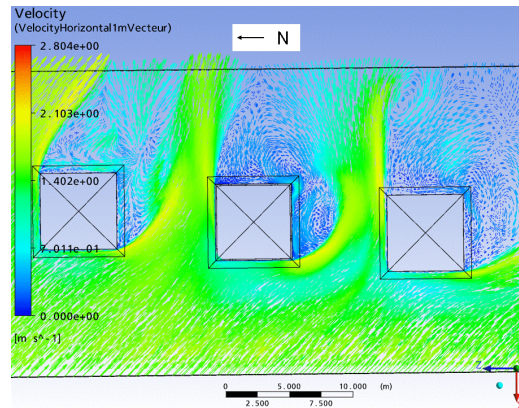 Velocity
(VelocityHorizontal1mVecteur)
2.804e+00
← N
2.103e+00
1.402e+00
7.011e-01
0.000e+00
[m s^-1]
Z
0 5.000 10.000 (m)
2.500 7.500